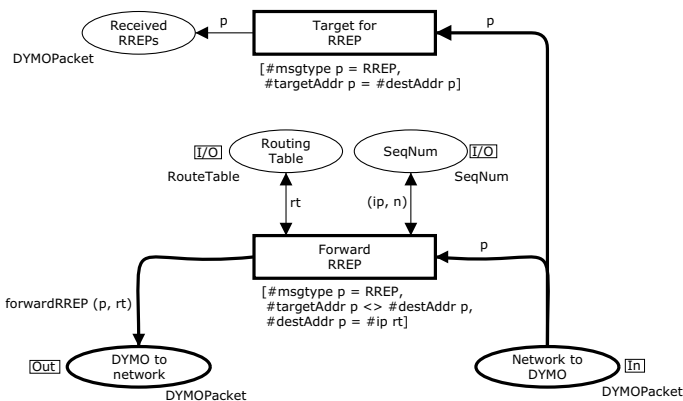 Received
RREPs
p
Target for
RREP
p
DYMOPacket
[#msgtype p = RREP,
#targetAddr p = #destAddr p]
I/O
Routing
Table
SeqNum
I/O
RouteTable
SeqNum
rt
(ip, n)
Forward
RREP
p
forwardRREP (p, rt)
[#msgtype p = RREP,
#targetAddr p <> #destAddr p,
#destAddr p = #ip rt]
Out
DYMO to
network
DYMOPacket
Network to
DYMO
In
DYMOPacket